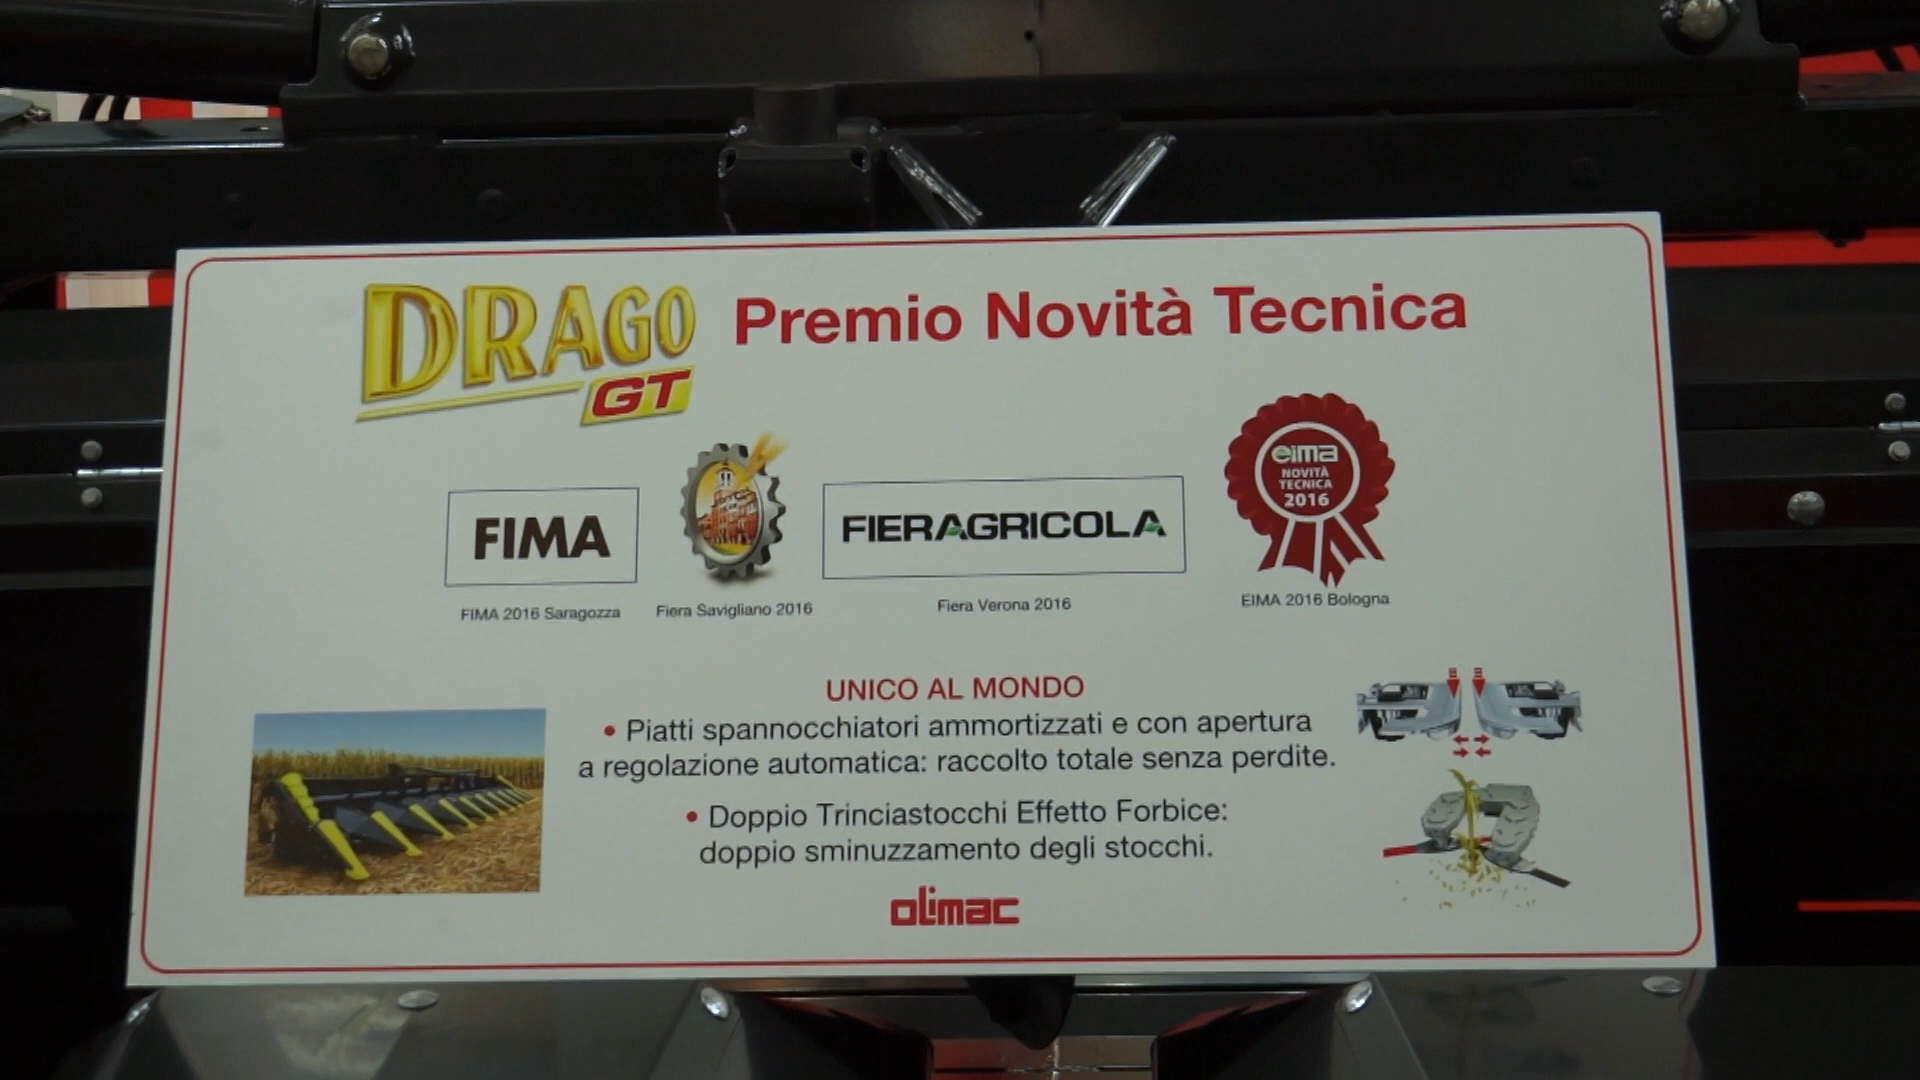 DRAGO
GT
Premio Novità Tecnica
FIMA
FIERAGRICOLA
eima
NOVITÀ
TECNICA
2016
FIMA 2016 Saragozza
Fiera Savigliano 2016
Fiera Verona 2016
EIMA 2016 Bologna
UNICO AL MONDO
• Piatti spannocchiatori ammortizzati e con apertura
a regolazione automatica: raccolto totale senza perdite.
• Doppio Trinciastocchi Effetto Forbice:
doppio sminuzzamento degli stocchi.
olimac